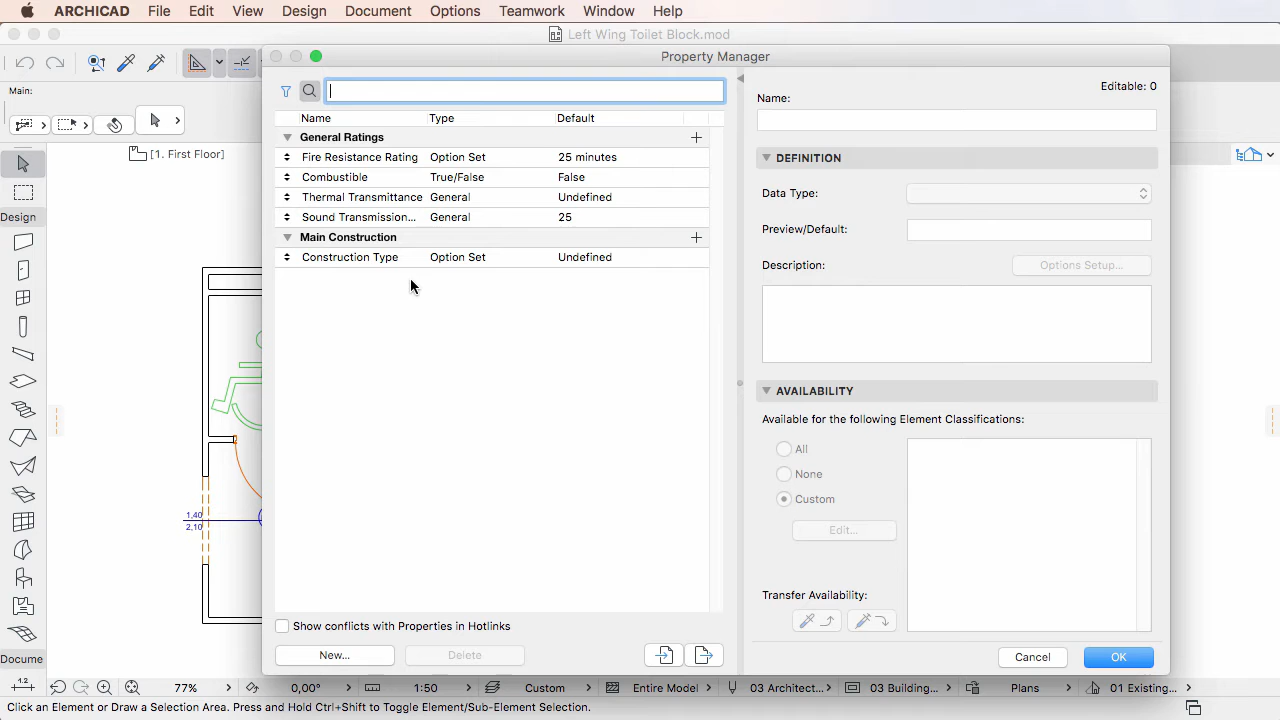 ARCHICAD File Edit View Design Document Options Teamwork Window Help
Left Wing Toilet Block.mod
Property Manager
Main:
Editable: 0
Name:
Name Type Default
General Ratings
Fire Resistance Rating Option Set 25 minutes
Combustible True/False False
Thermal Transmittance General Undefined
Sound Transmission... General 25
Main Construction
Construction Type Option Set Undefined
[1. First Floor]
Design
DEFINITION
Data Type:
Preview/Default:
Description:
Options Setup...
AVAILABILITY
Available for the following Element Classifications:
All
None
Custom
Edit...
Transfer Availability:
1,40
2,10
Show conflicts with Properties in Hotlinks
New... Delete
Cancel OK
Docume
1.2
77% 0,00° 1:50 Custom Entire Model 03 Architect... 03 Building... Plans 01 Existing...
Click an Element or Draw a Selection Area. Press and Hold Ctrl+Shift to Toggle Element/Sub-Element Selection.